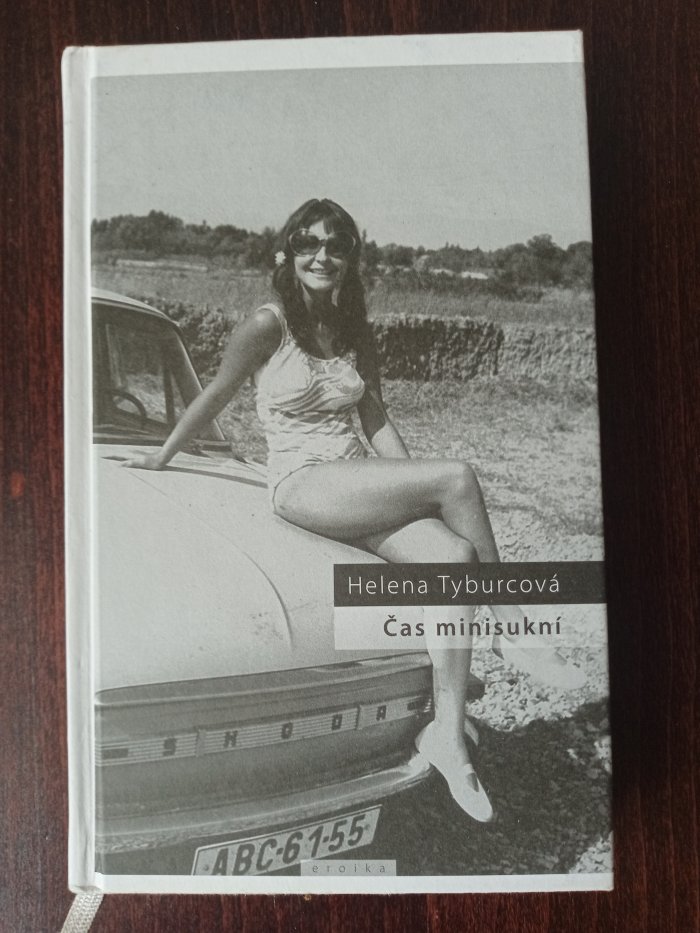 Helena Tyburcová
Čas minisukní
SKODA
ABC•61-55
eroika